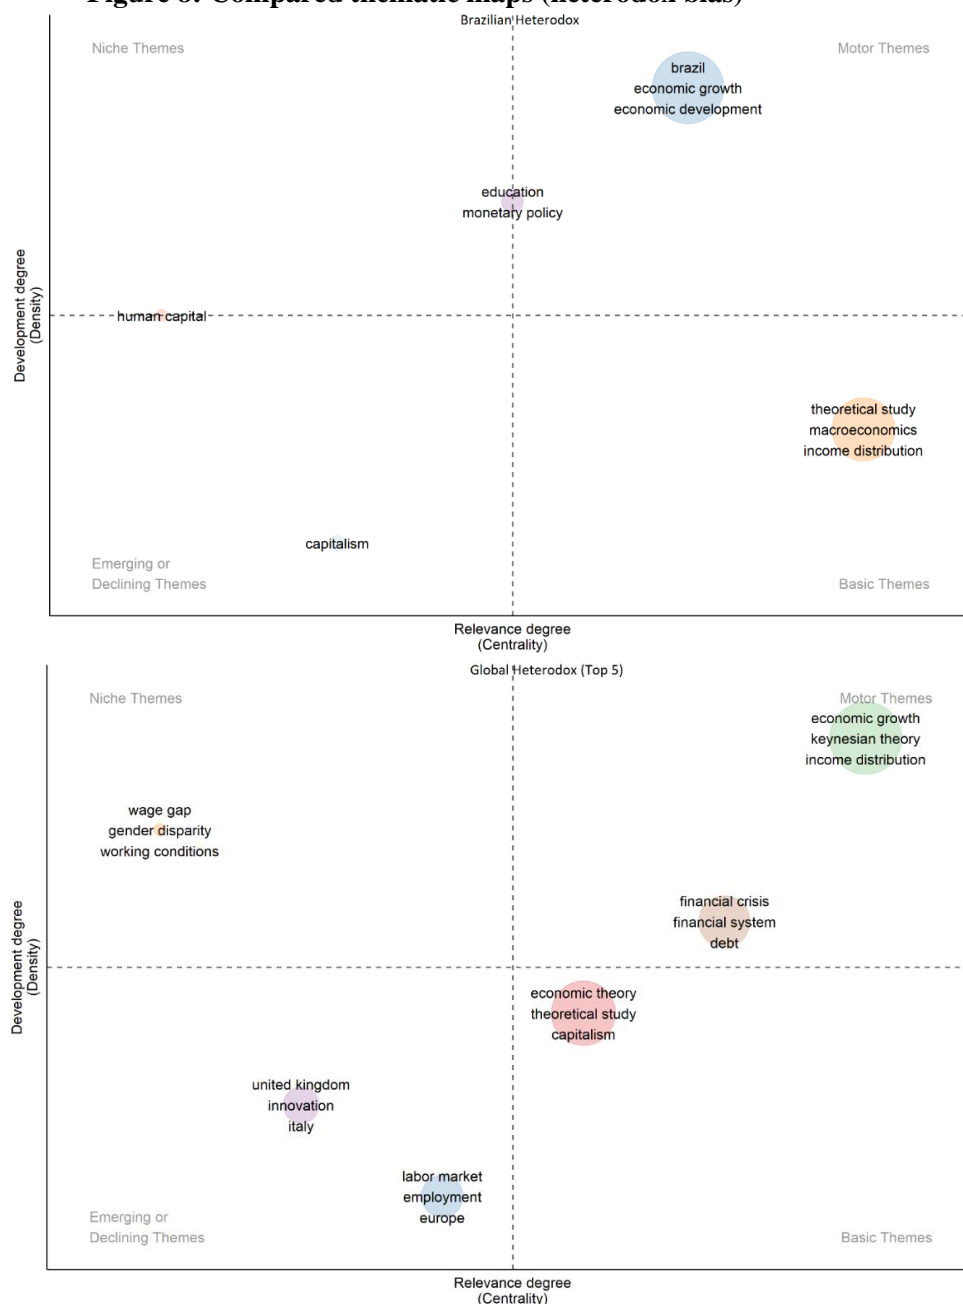 Figure 8: Compared thematic maps (heterodox bias)
Brazilian Heterodox
Niche Themes
Motor Themes
brazil
economic growth
economic development
education
monetary policy
Development degree
(Density)
human capital
theoretical study
macroeconomics
income distribution
capitalism
Emerging or
Declining Themes
Basic Themes
Relevance degree
(Centrality)
Global Heterodox (Top 5)
Niche Themes
Motor Themes
economic growth
keynesian theory
income distribution
wage gap
gender disparity
working conditions
financial crisis
financial system
debt
Development degree
(Density)
economic theory
theoretical study
capitalism
united kingdom
innovation
italy
labor market
employment
europe
Emerging or
Declining Themes
Basic Themes
Relevance degree
(Centrality)